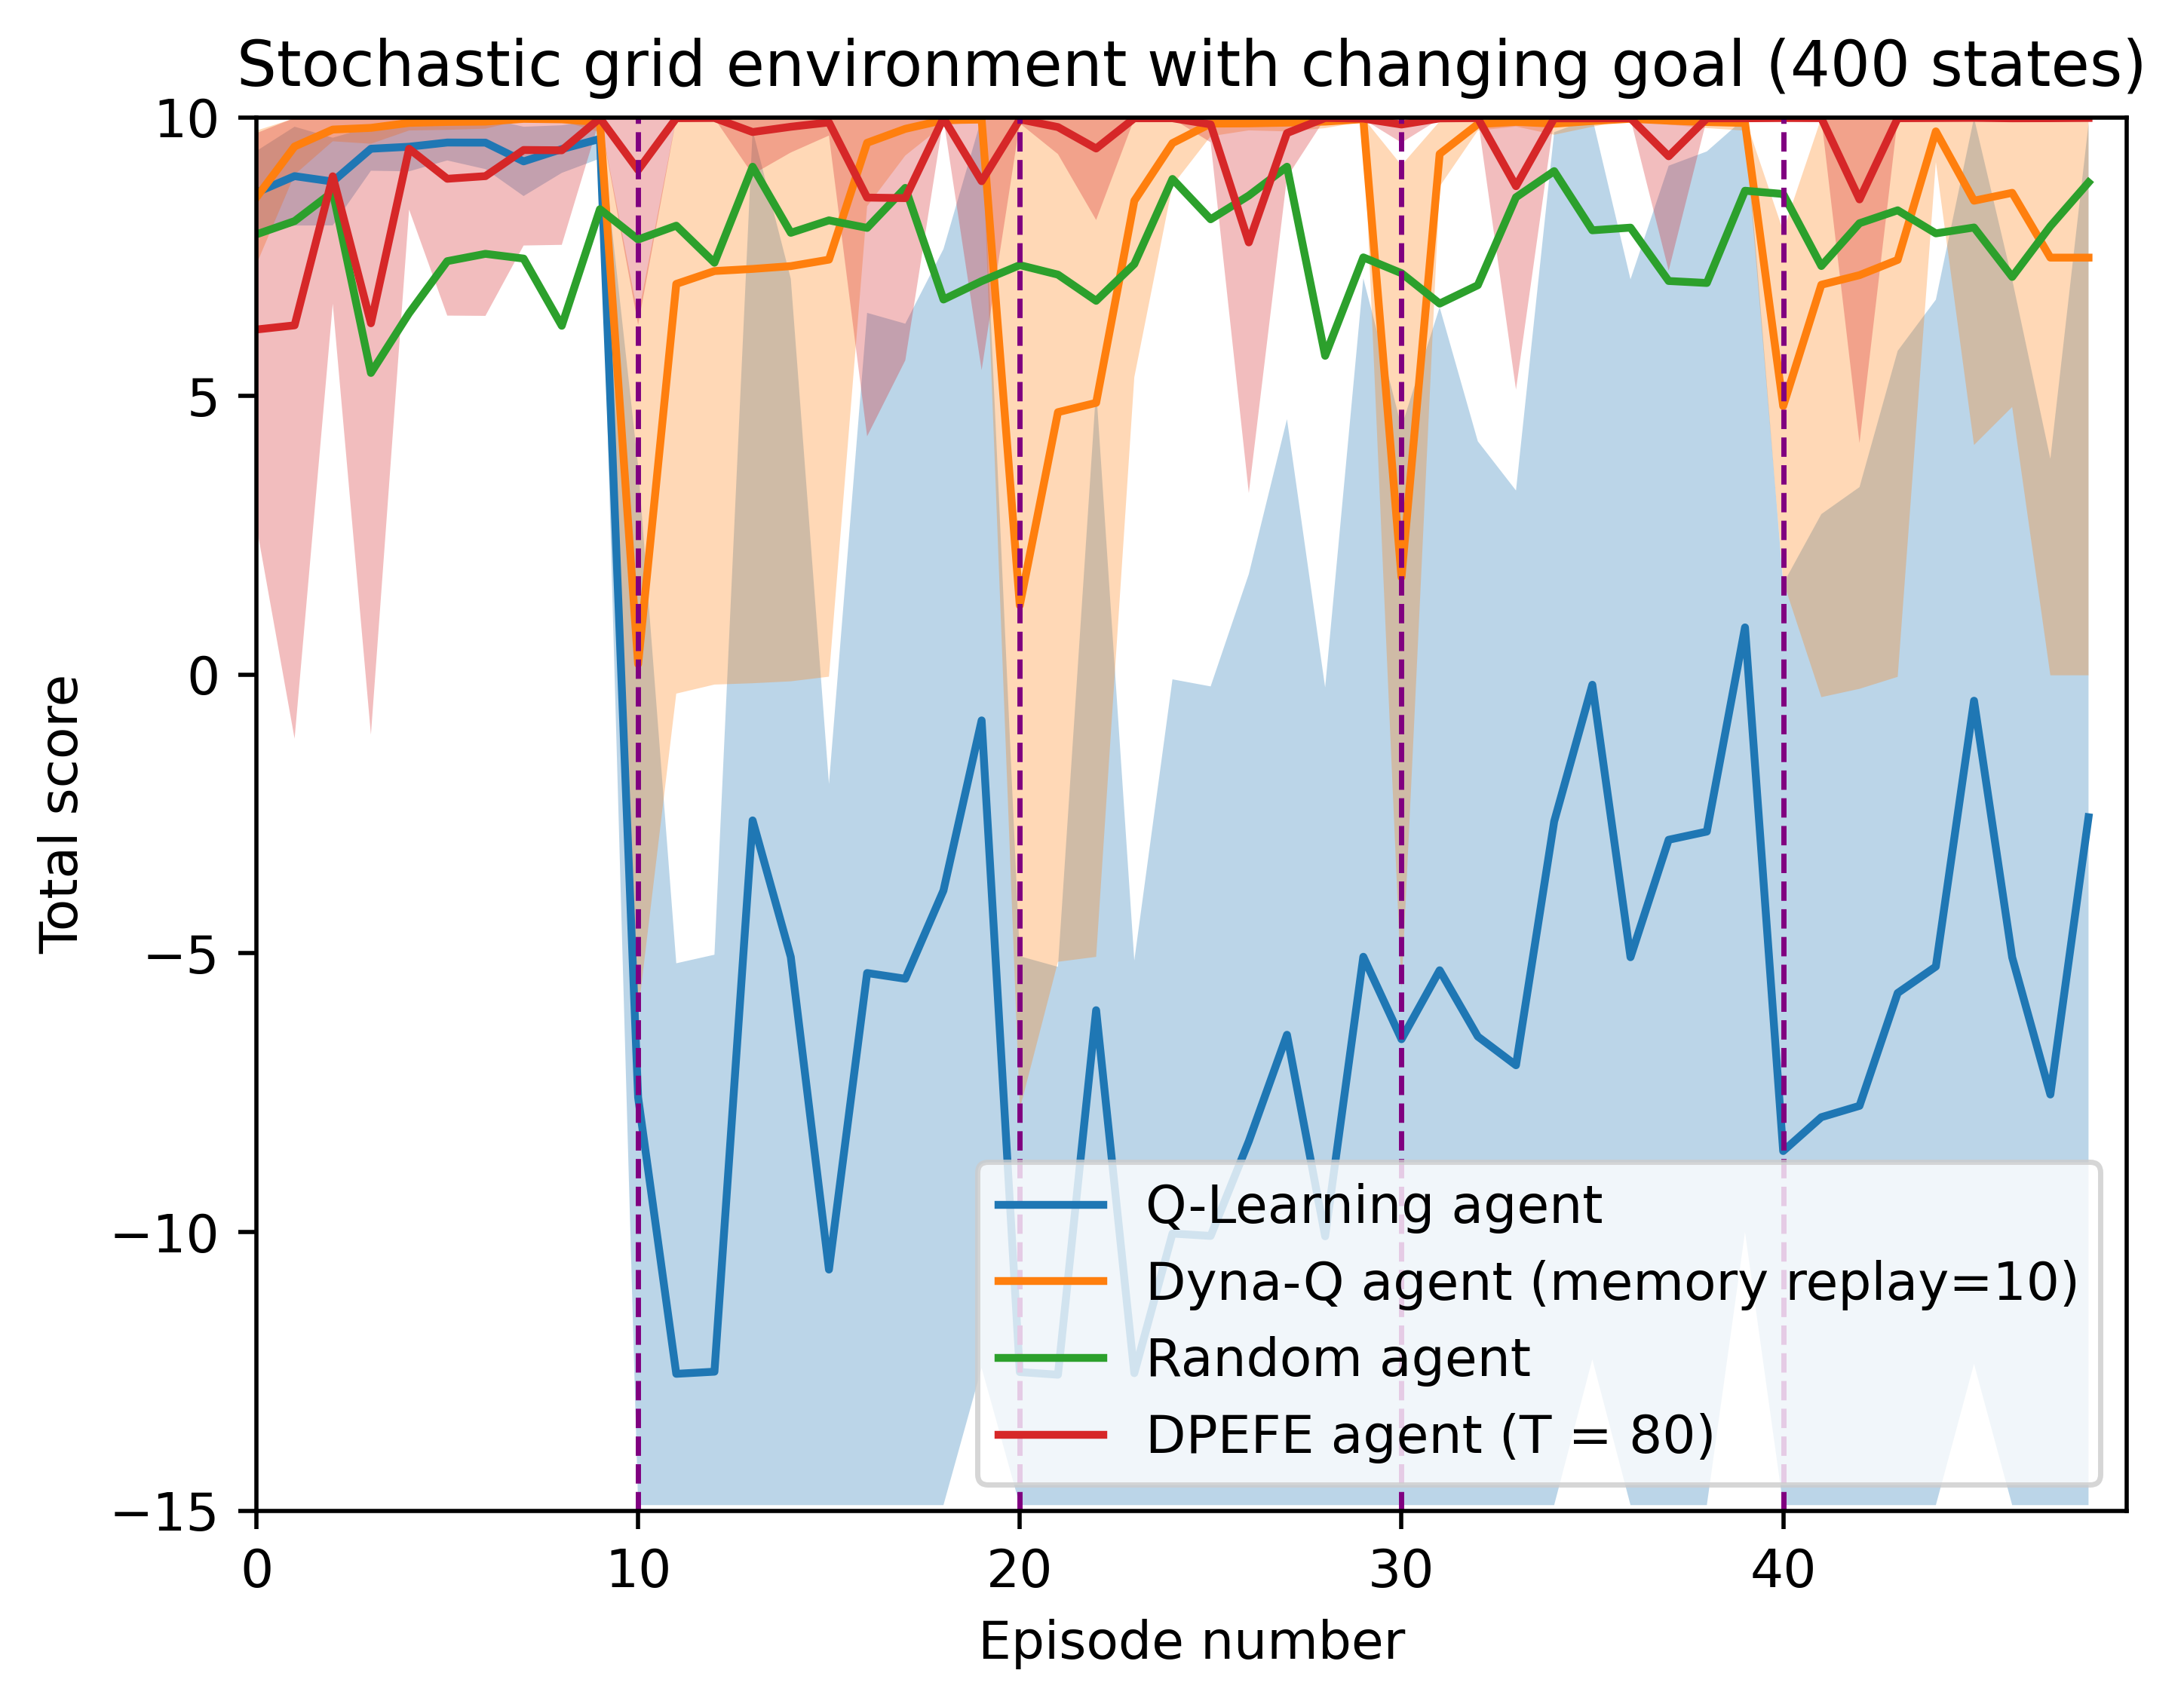 Stochastic grid environment with changing goal (400 states)
10
5
0
−5
−10
−15
Total score
0
10
20
30
40
Episode number
Q-Learning agent
Dyna-Q agent (memory replay=10)
Random agent
DPEFE agent (T = 80)